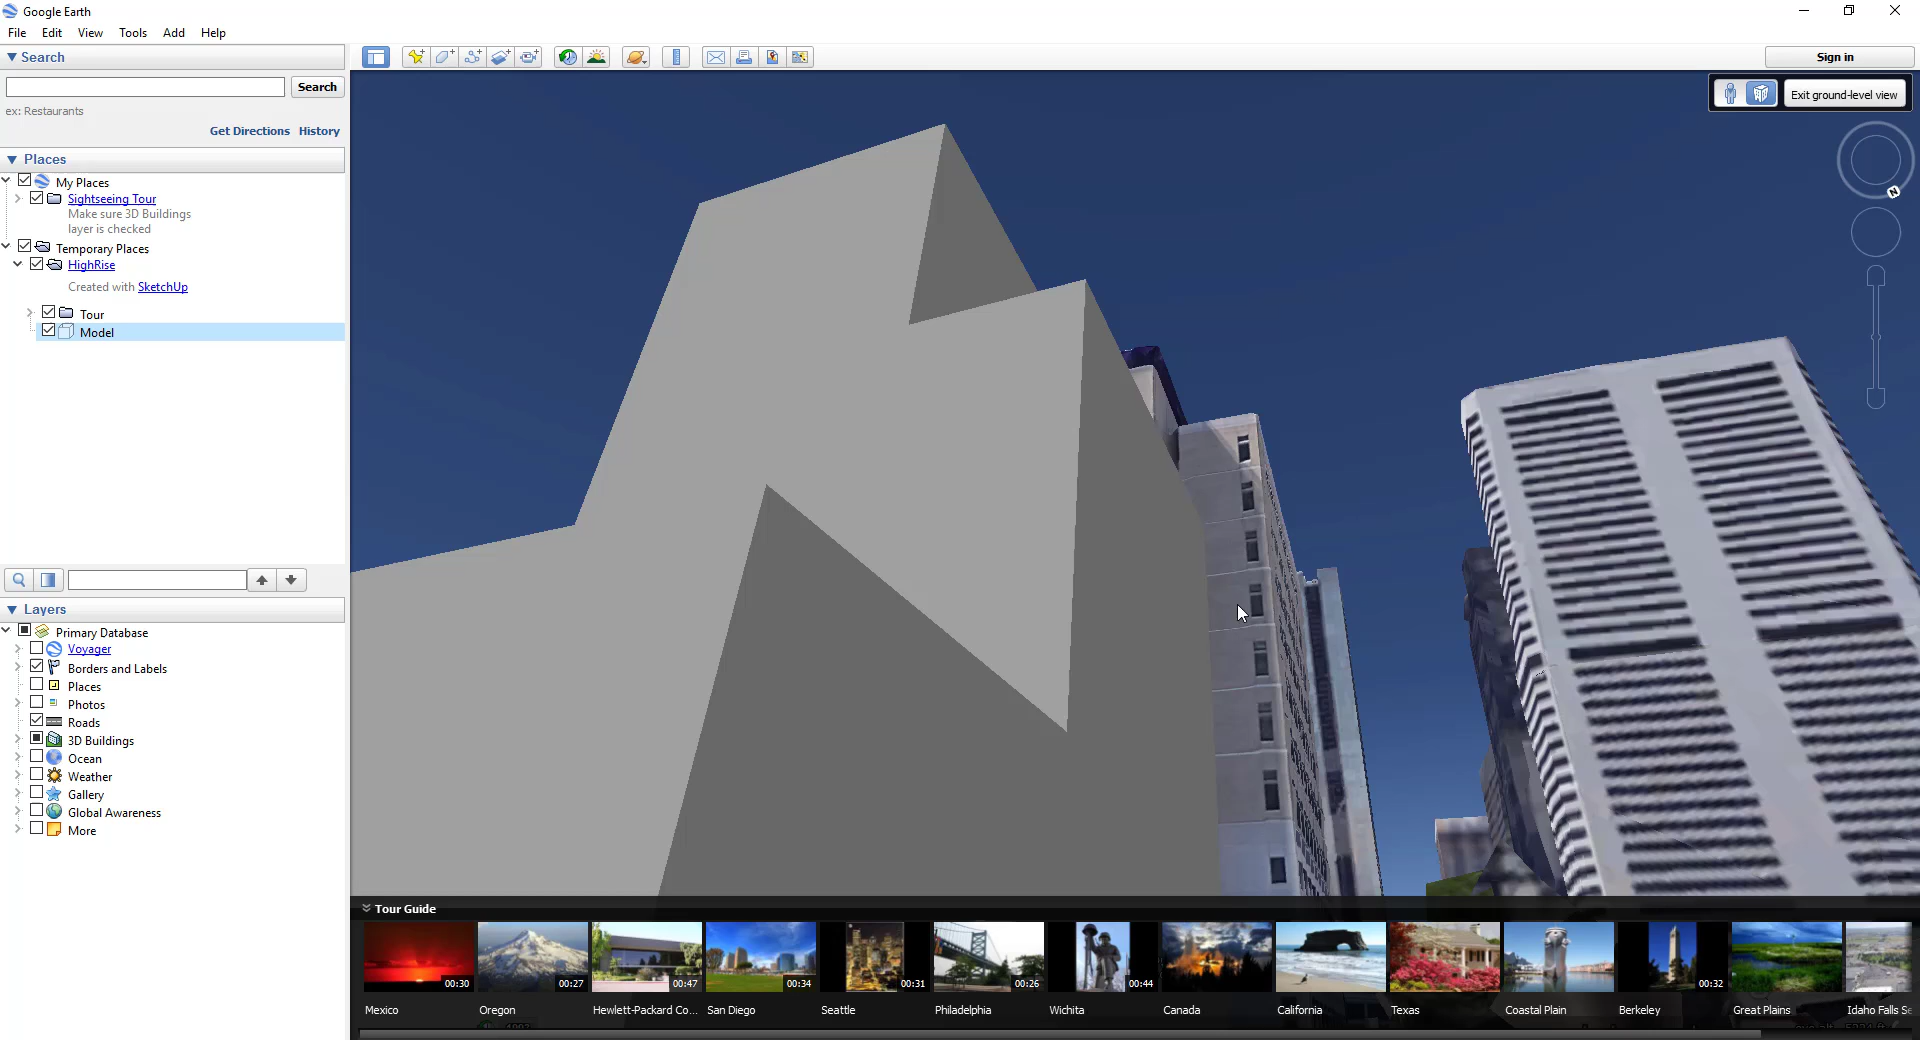 Google Earth
File Edit View Tools Add Help
Search
Sign in
Search
ex: Restaurants
Get Directions History
Exit ground-level view
N
Places
My Places
Sightseeing Tour
Make sure 3D Buildings
layer is checked
Temporary Places
HighRise
Created with SketchUp
Tour
Model
Layers
Primary Database
Voyager
Borders and Labels
Places
Photos
Roads
3D Buildings
Ocean
Weather
Gallery
Global Awareness
More
Tour Guide
00:30 00:27 00:47 00:34 00:31 00:26 00:44 00:32
Mexico Oregon Hewlett-Packard Co... San Diego Seattle Philadelphia Wichita Canada California Texas Coastal Plain Berkeley Great Plains Idaho Falls Se